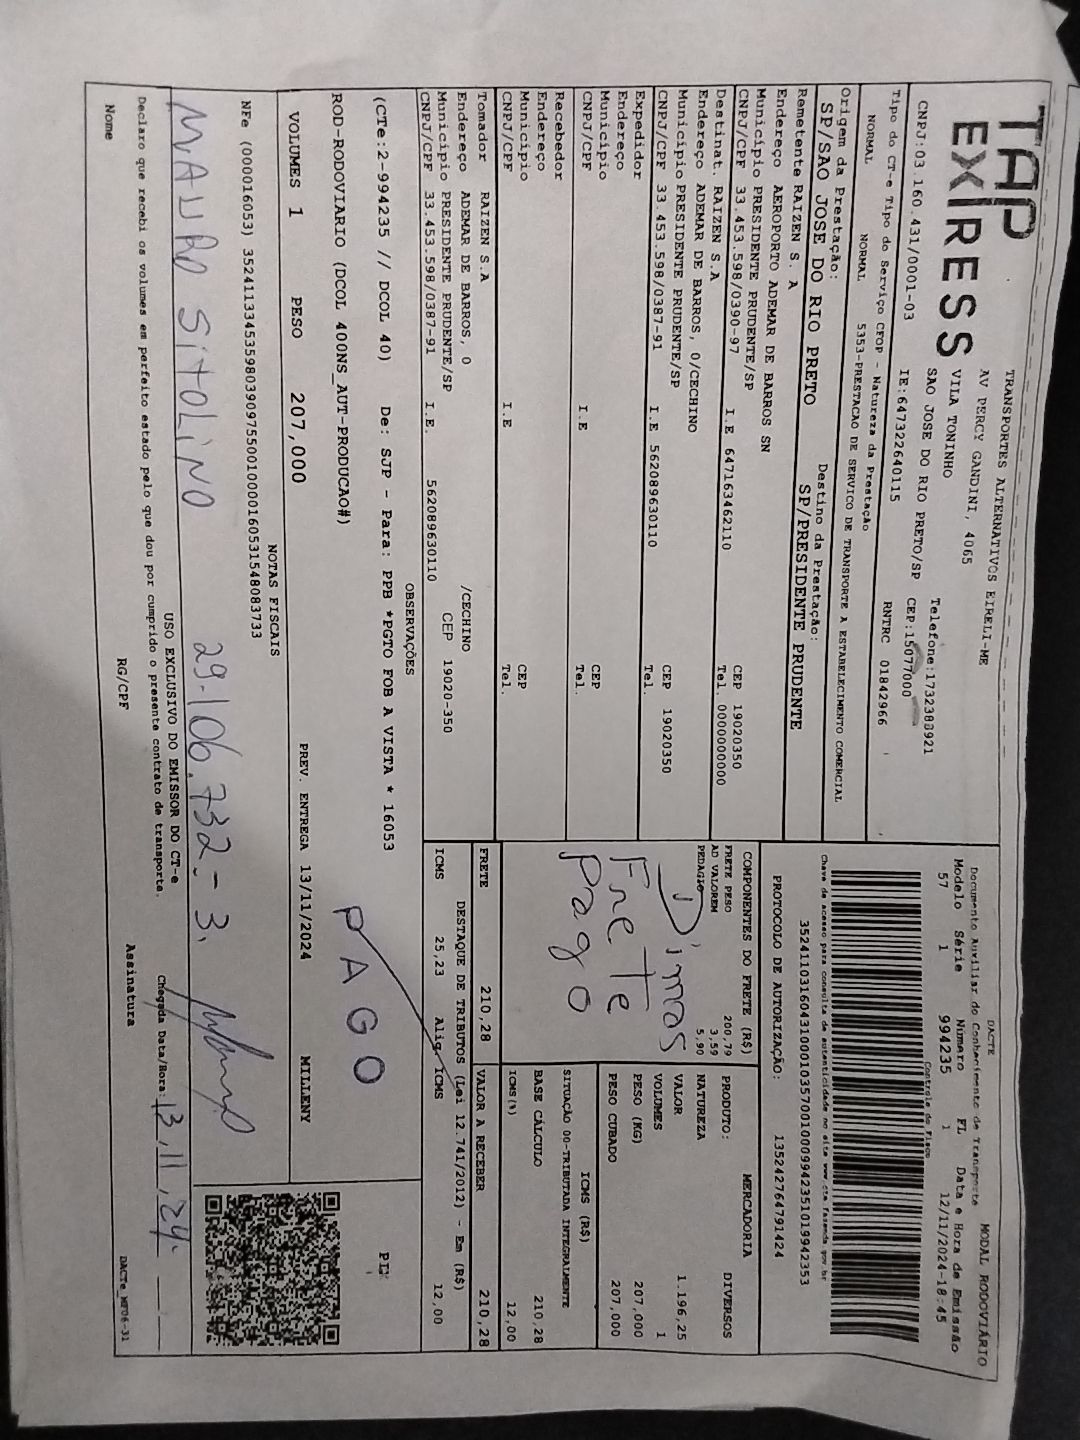 TAP
EXPRESS
TRANSPORTES ALTERNATIVOS EIRELI-ME
AV PERCY GANDINI, 4065
VILA TONINHO
SAO JOSE DO RIO PRETO/SP CEP:15077000
Telefone:1732388921
CNPJ:03.160.431/0001-03 IE:647322640115 RNTRC 01842966
DACTE MODAL RODOVIÁRIO
Documento Auxiliar do Conhecimento de Transporte
Modelo Série Número FL Data e Hora de Emissão
57 1 994235 1 12/11/2024-18:45
Controle do Fisco
Tipo do CT-e Tipo do Serviço CFOP - Natureza da Prestação
NORMAL NORMAL 5353-PRESTACAO DE SERVICO DE TRANSPORTE A ESTABELECIMENTO COMERCIAL
Chave de acesso para consulta de autenticidade no site www.cte.fazenda.gov.br
35241103160431000103570010009942351019942353
PROTOCOLO DE AUTORIZAÇÃO: 135242764791424
Origem da Prestação: Destino da Prestação:
SP/SAO JOSE DO RIO PRETO SP/PRESIDENTE PRUDENTE
Remetente RAIZEN S. A
Endereço AEROPORTO ADEMAR DE BARROS SN
Município PRESIDENTE PRUDENTE/SP CEP 19020350
CNPJ/CPF 33.453.598/0390-97 I.E 647163462110 Tel. 0000000000
Destinat. RAIZEN S.A
Endereço ADEMAR DE BARROS, 0/CECHINO
Município PRESIDENTE PRUDENTE/SP CEP 19020350
CNPJ/CPF 33.453.598/0387-91 I.E 562089630110 Tel.
Expedidor
Endereço
Município CEP
CNPJ/CPF I.E Tel.
Recebedor
Endereço
Município CEP
CNPJ/CPF I.E Tel.
Tomador RAIZEN S.A
Endereço ADEMAR DE BARROS, 0 /CECHINO
Município PRESIDENTE PRUDENTE/SP CEP 19020-350
CNPJ/CPF 33.453.598/0387-91 I.E. 562089630110
COMPONENTES DO FRETE (R$)
FRETE PESO 200,79
AD VALOREM 3,59
PEDAGIO 5,90
Dimas
Frete
Pago
MERCADORIA
PRODUTO: DIVERSOS
NATUREZA
VALOR 1.196,25
VOLUMES 1
PESO (KG) 207,000
PESO CUBADO 207,000
ICMS (R$)
SITUAÇÃO 00-TRIBUTADA INTEGRALMENTE
BASE CÁLCULO 210,28
ICMS(%) 12,00
FRETE 210,28 VALOR A RECEBER 210,28
DESTAQUE DE TRIBUTOS (Lei 12.741/2012) - Em (R$)
ICMS 25,23 Aliq. ICMS 12,00
OBSERVAÇÕES
(CTe:2-994235 // DCOL 40) De: SJP - Para: PPB *PGTO FOB A VISTA * 16053
ROD-RODOVIARIO (DCOL 400NS_AUT-PRODUCAO#)
PAGO
VOLUMES 1 PESO 207,000 PREV. ENTREGA 13/11/2024 MILLENY
NOTAS FISCAIS
NFe (00016053) 35241133453598039097550010000160531548083733
MAURO SITOLINO 29.106.732-3.
USO EXCLUSIVO DO EMISSOR DO CT-e
Declaro que recebi os volumes em perfeito estado pelo que dou por cumprido o presente contrato de transporte.
Chegada Data/Hora: 13,11,24.
Nome RG/CPF Assinatura
DACTe_MP06-31